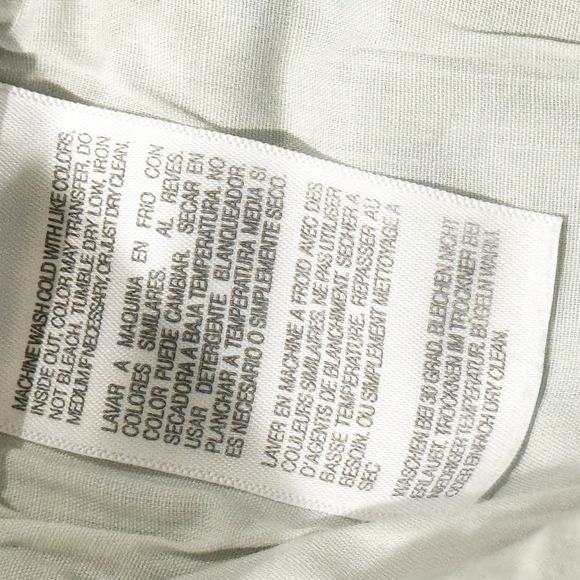 MACHINE WASH COLD WITH LIKE COLORS,
INSIDE OUT, COLOR MAY TRANSFER, DO
NOT BLEACH, TUMBLE DRY LOW, IRON
MEDIUM IF NECESSARY, OR JUST DRY CLEAN.
LAVAR A MAQUINA EN FRIO CON
COLORES SIMILARES. AL REVES,
COLOR PUEDE CAMBIAR, SECAR EN
SECADORA A BAJA TEMPERATURA. NO
USAR DETERGENTE BLANQUEADOR,
PLANCHAR A TEMPERATURA MEDIA SI
ES NECESARIO O SIMPLEMENTE SECO.
LAVER EN MACHINE A FROID AVEC DES
COULEURS SIMILAIRES. NE PAS UTILISER
D'AGENTS DE BLANCHIMENT. SECHER A
BASSE TEMPERATURE. REPASSER AU
BESOIN. OU SIMPLEMENT METTOYAGE A
SEC
WASCHEN BEI 30 GRAD, BLEICHEN NICHT
ERLAUBT, TROCKNEN IM TROCKNER BEI
NIEDRIGER TEMPERATUR, BÜGELN WARM,
ODER EINFACH DRY CLEAN.